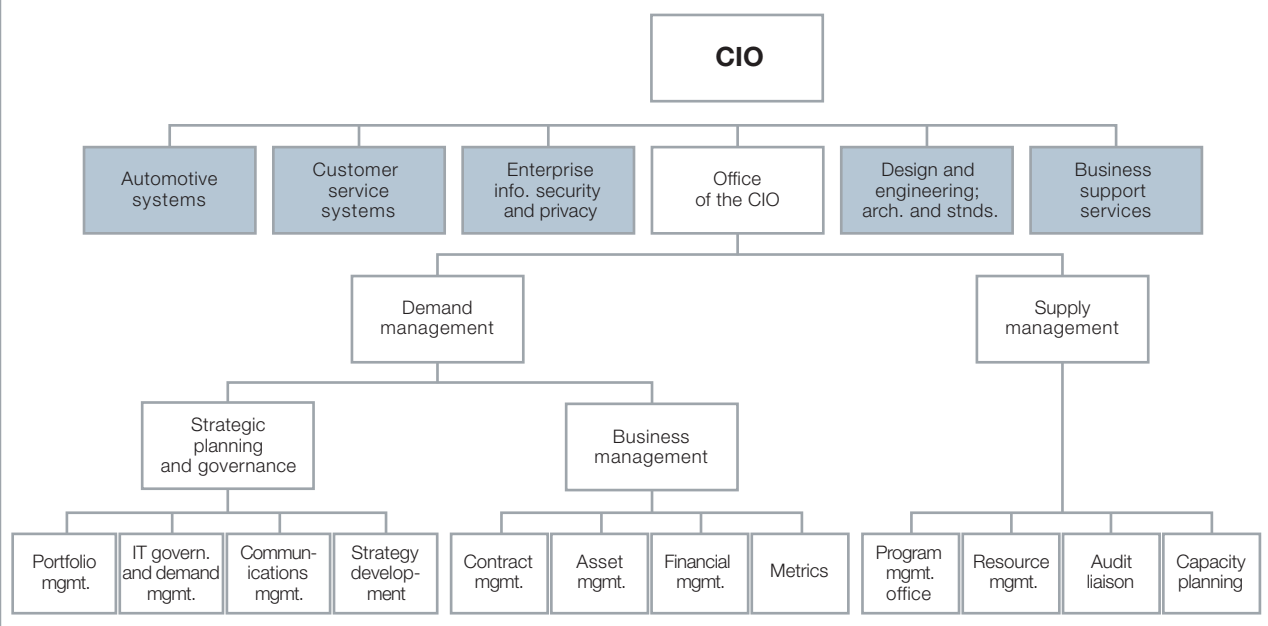 CIO
Automotive
systems
Customer
service
systems
Enterprise
info. security
and privacy
Office
of the CIO
Design and
engineering;
arch. and stnds.
Business
support
services
Demand
management
Supply
management
Strategic
planning
and governance
Business
management
Portfolio
mgmt.
IT govern.
and demand
mgmt.
Commun-
ications
mgmt.
Strategy
develop-
ment
Contract
mgmt.
Asset
mgmt.
Financial
mgmt.
Metrics
Program
mgmt.
office
Resource
mgmt.
Audit
liaison
Capacity
planning